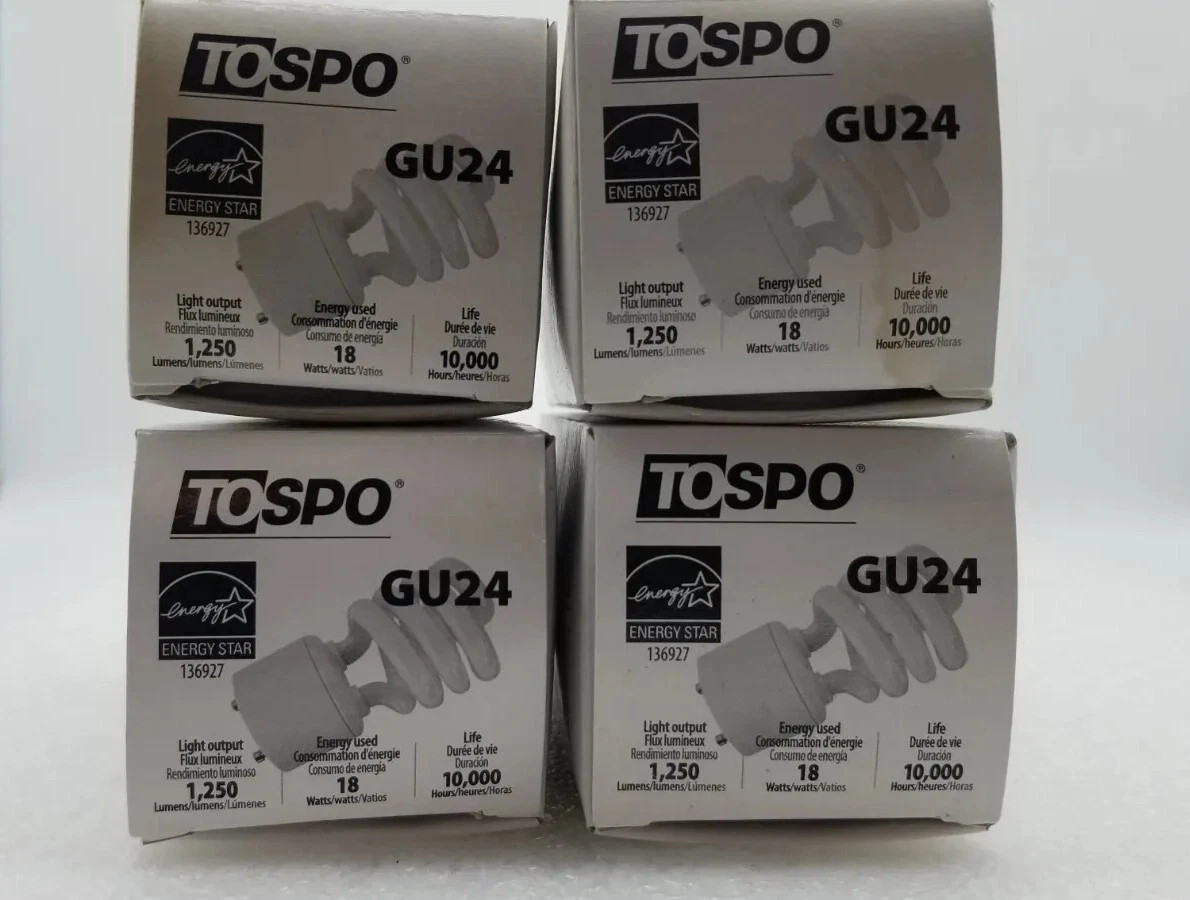 TOSPO®
GU24
energy
ENERGY STAR
136927
Light output
Flux lumineux
Rendimiento luminoso
1,250
Lumens/lumens/Lúmenes
Energy used
Consommation d'énergie
Consumo de energía
18
Watts/watts/Vatios
Life
Durée de vie
Duración
10,000
Hours/heures/Horas
TOSPO®
GU24
energy
ENERGY STAR
136927
Light output
Flux lumineux
Rendimiento luminoso
1,250
Lumens/lumens/Lúmenes
Energy used
Consommation d'énergie
Consumo de energía
18
Watts/watts/Vatios
Life
Durée de vie
Duración
10,000
Hours/heures/Horas
TOSPO®
GU24
energy
ENERGY STAR
136927
Light output
Flux lumineux
Rendimiento luminoso
1,250
Lumens/lumens/Lúmenes
Energy used
Consommation d'énergie
Consumo de energía
18
Watts/watts/Vatios
Life
Durée de vie
Duración
10,000
Hours/heures/Horas
TOSPO®
GU24
energy
ENERGY STAR
136927
Light output
Flux lumineux
Rendimiento luminoso
1,250
Lumens/lumens/Lúmenes
Energy used
Consommation d'énergie
Consumo de energía
18
Watts/watts/Vatios
Life
Durée de vie
Duración
10,000
Hours/heures/Horas